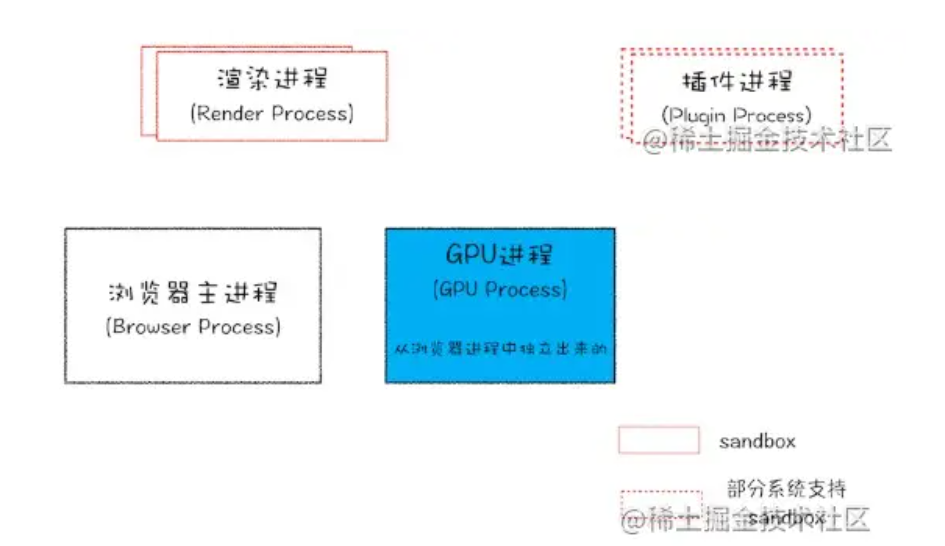 渲染进程
(Render Process)
插件进程
(Plugin Process)
@稀土掘金技术社区
浏览器主进程
(Browser Process)
GPU进程
(GPU Process)
从浏览器进程中独立出来的
sandbox
部分系统支持
sandbox
@稀土掘金技术社区